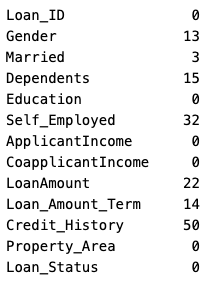 Loan_ID 0
Gender 13
Married 3
Dependents 15
Education 0
Self_Employed 32
ApplicantIncome 0
CoapplicantIncome 0
LoanAmount 22
Loan_Amount_Term 14
Credit_History 50
Property_Area 0
Loan_Status 0